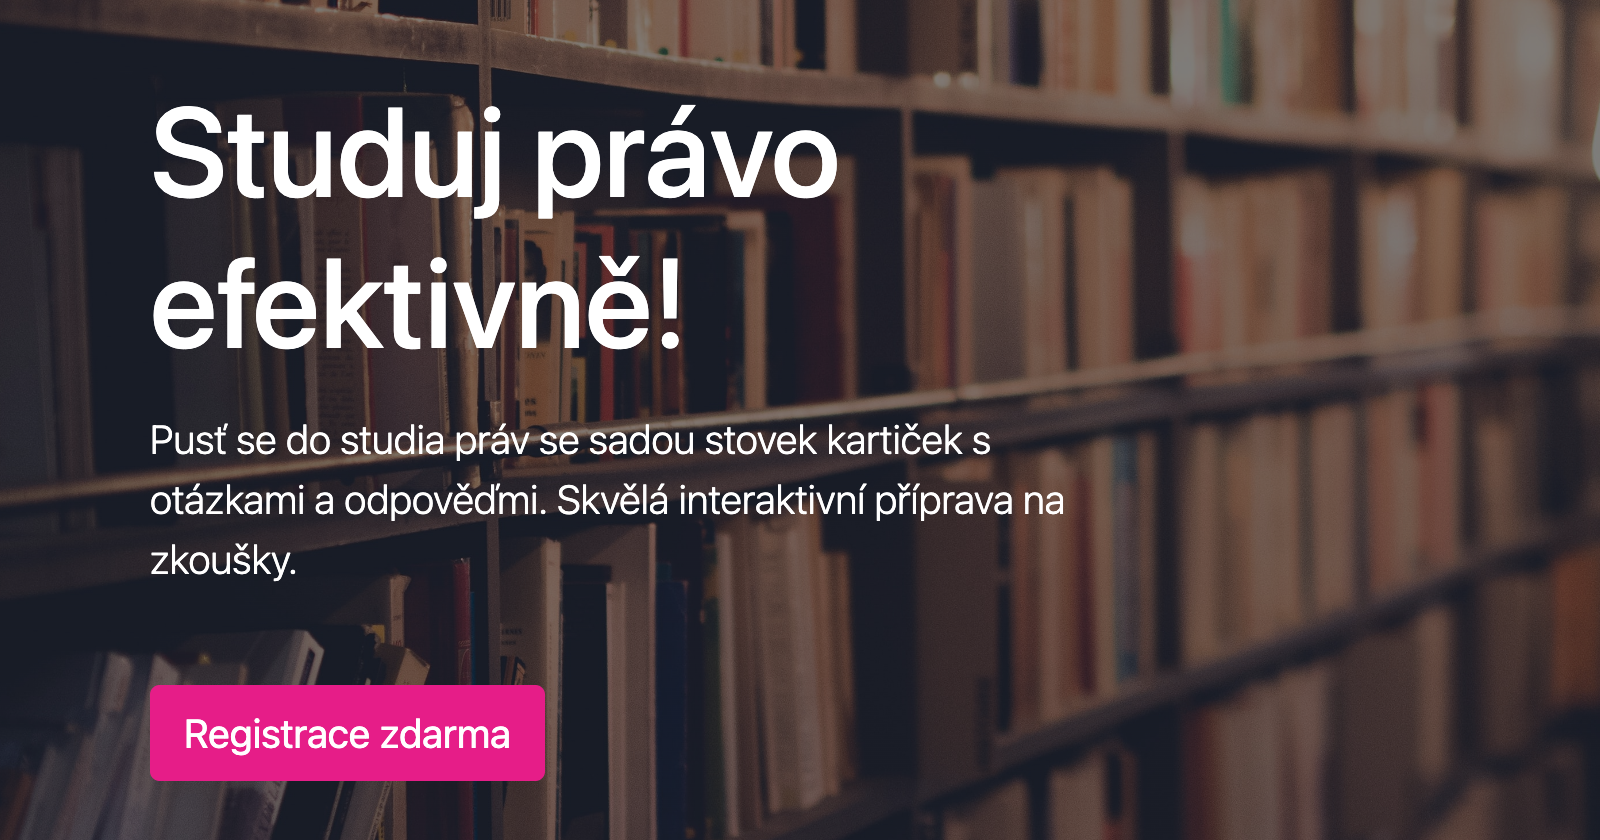 Studuj právo
efektivně!
Pusť se do studia práv se sadou stovek kartiček s
otázkami a odpověďmi. Skvělá interaktivní příprava na
zkoušky.
Registrace zdarma